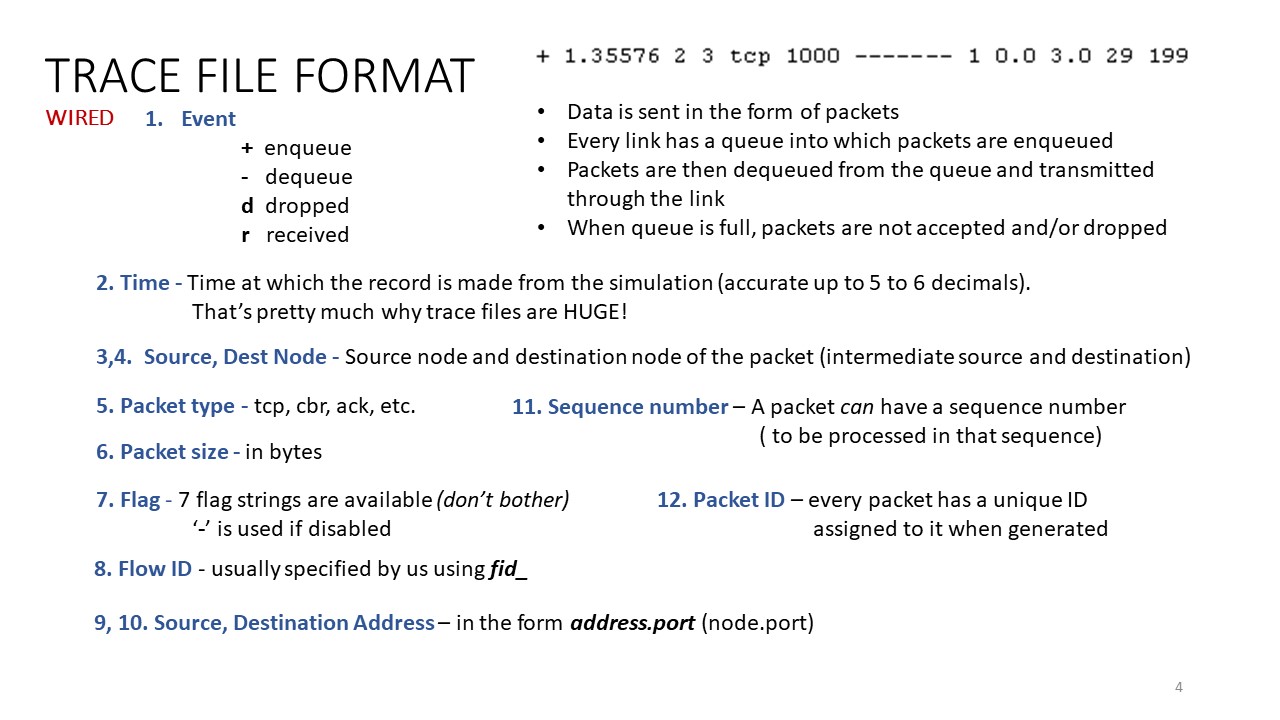 TRACE FILE FORMAT
+ 1.35576 2 3 tcp 1000 ------- 1 0.0 3.0 29 199
WIRED
1. Event
+ enqueue
- dequeue
d dropped
r received
• Data is sent in the form of packets
• Every link has a queue into which packets are enqueued
• Packets are then dequeued from the queue and transmitted
through the link
• When queue is full, packets are not accepted and/or dropped
2. Time - Time at which the record is made from the simulation (accurate up to 5 to 6 decimals).
That’s pretty much why trace files are HUGE!
3,4. Source, Dest Node - Source node and destination node of the packet (intermediate source and destination)
5. Packet type - tcp, cbr, ack, etc.
6. Packet size - in bytes
11. Sequence number – A packet can have a sequence number
( to be processed in that sequence)
7. Flag - 7 flag strings are available (don’t bother)
‘-’ is used if disabled
12. Packet ID – every packet has a unique ID
assigned to it when generated
8. Flow ID - usually specified by us using fid_
9, 10. Source, Destination Address – in the form address.port (node.port)
4